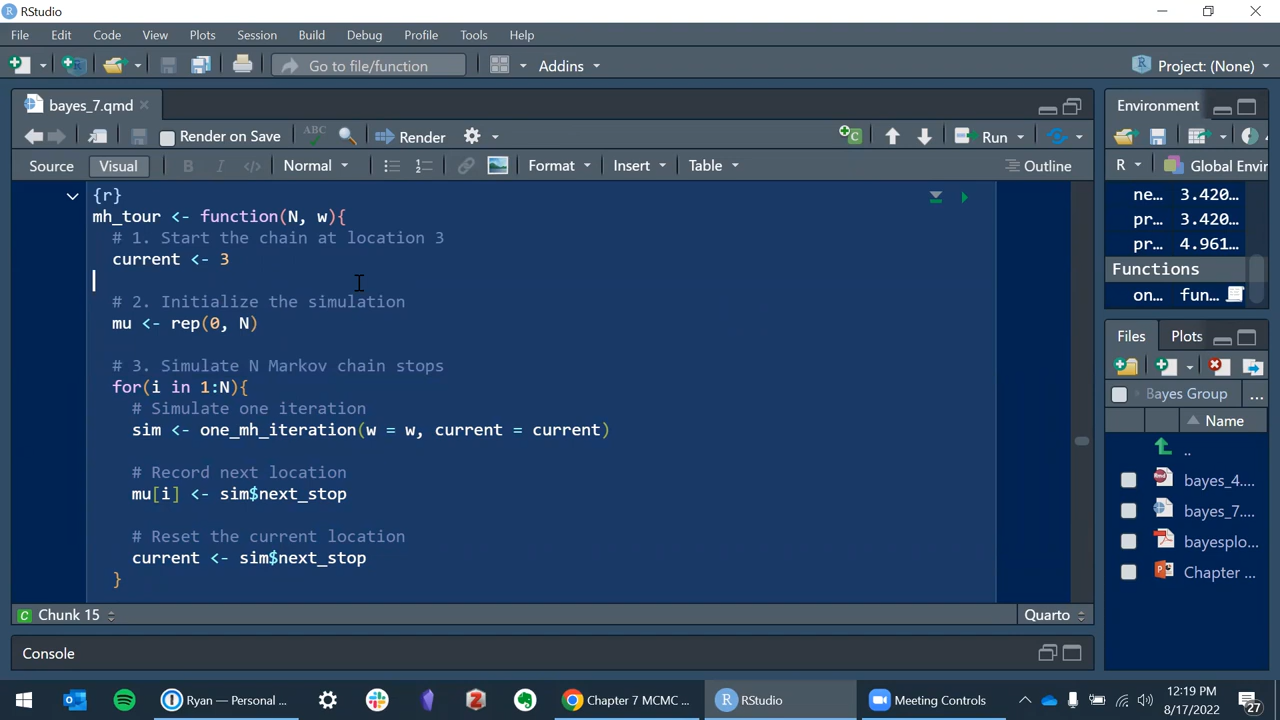 RStudio
File Edit Code View Plots Session Build Debug Profile Tools Help
Go to file/function Addins Project: (None)
bayes_7.qmd
Render on Save ABC Render Run
Source Visual B I Normal Format Insert Table Outline
{r}
mh_tour <- function(N, w){
# 1. Start the chain at location 3
current <- 3
# 2. Initialize the simulation
mu <- rep(0, N)
# 3. Simulate N Markov chain stops
for(i in 1:N){
# Simulate one iteration
sim <- one_mh_iteration(w = w, current = current)
# Record next location
mu[i] <- sim$next_stop
# Reset the current location
current <- sim$next_stop
}
Chunk 15 Quarto
Console
Environment
R Global Envir
ne… 3.420…
pr… 3.420…
pr… 4.961…
Functions
on… fun…
Files Plots
Bayes Group ...
Name
..
bayes_4....
bayes_7....
bayesplo...
Chapter ...
Ryan — Personal ... Chapter 7 MCMC ... RStudio Meeting Controls
12:19 PM
8/17/2022
27